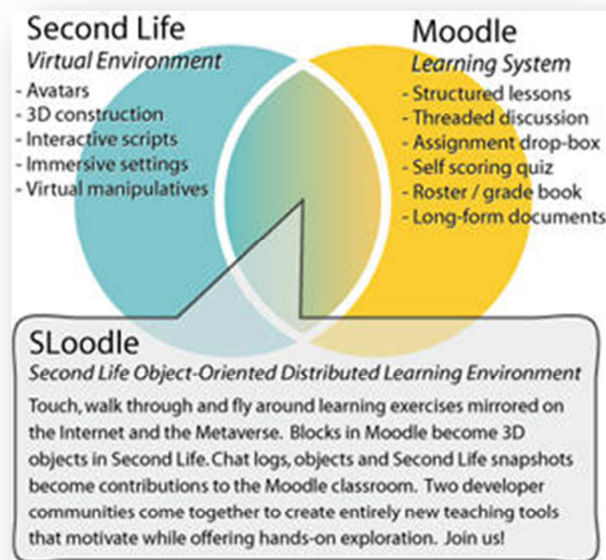 Second Life
Virtual Environment
- Avatars
- 3D construction
- Interactive scripts
- Immersive settings
- Virtual manipulatives
Moodle
Learning System
- Structured lessons
- Threaded discussion
- Assignment drop-box
- Self scoring quiz
- Roster / grade book
- Long-form documents
SLoodle
Second Life Object-Oriented Distributed Learning Environment
Touch, walk through and fly around learning exercises mirrored on
the Internet and the Metaverse. Blocks in Moodle become 3D
objects in Second Life. Chat logs, objects and Second Life snapshots
become contributions to the Moodle classroom. Two developer
communities come together to create entirely new teaching tools
that motivate while offering hands-on exploration. Join us!